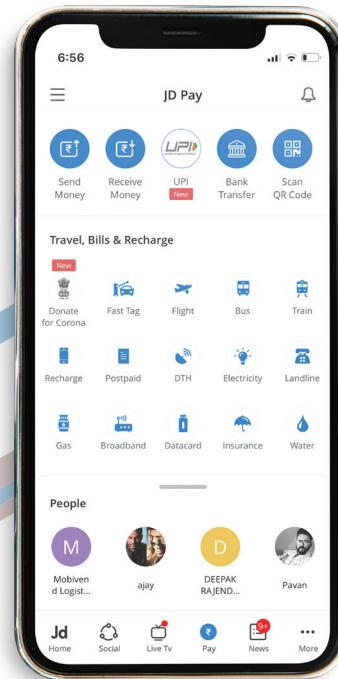 6:56
JD Pay
Send Money
Receive Money
UPI
New
Bank Transfer
Scan QR Code
Travel, Bills & Recharge
New
Donate for Corona
Fast Tag
Flight
Bus
Train
Recharge
Postpaid
DTH
Electricity
Landline
Gas
Broadband
Datacard
Insurance
Water
People
M
D
Mobiven
d Logist...
ajay
DEEPAK
RAJEND...
Pavan
9+
Jd
Home
Social
Live Tv
Pay
News
More